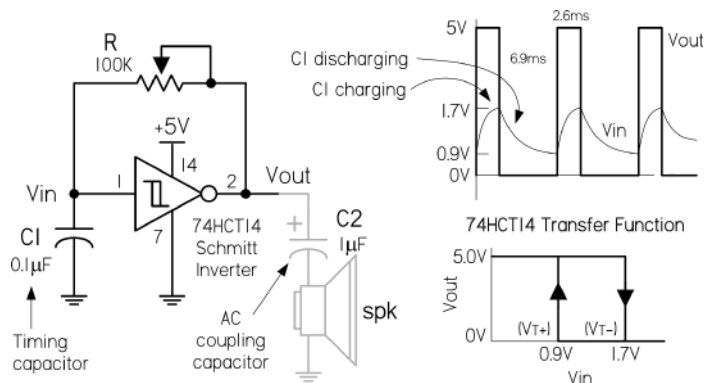 R
100K
+5V
14
Vin
1
2
Vout
7
C1
0.1μF
74HCT14
Schmitt
Inverter
+
C2
1μF
AC
coupling
capacitor
spk
Timing
capacitor
2.6ms
5V
Vout
C1 discharging
6.9ms
C1 charging
1.7V
Vin
0.9V
0V
74HCT14 Transfer Function
5.0V
Vout
0V
(VT+)
(VT-)
0.9V
1.7V
Vin